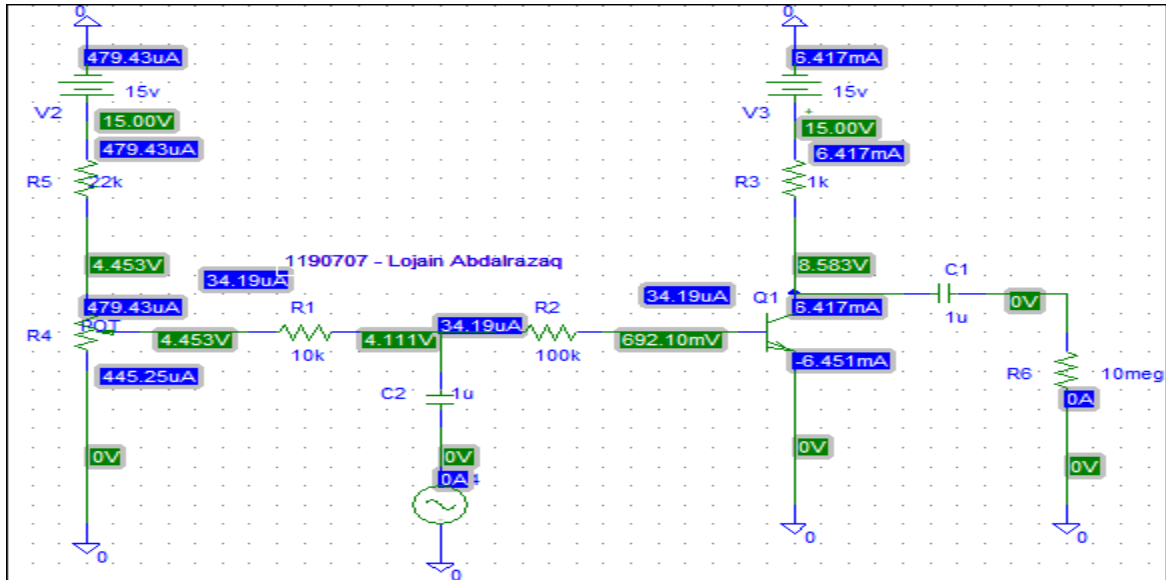 0
0
479.43uA
6.417mA
15v
15v
V2
V3
+
15.00V
15.00V
479.43uA
6.417mA
R5
22k
R3
1k
4.453V
1190707 - Lojain Abdalrazaq
8.583V
C1
34.19uA
34.19uA
Q1
0V
479.43uA
R1
R2
6.417mA
1u
POT
34.19uA
R4
4.453V
4.111V
692.10mV
10k
100k
-6.451mA
445.25uA
R6
10meg
C2
1u
0A
0V
0V
0V
0V
0A
0
0
0
0